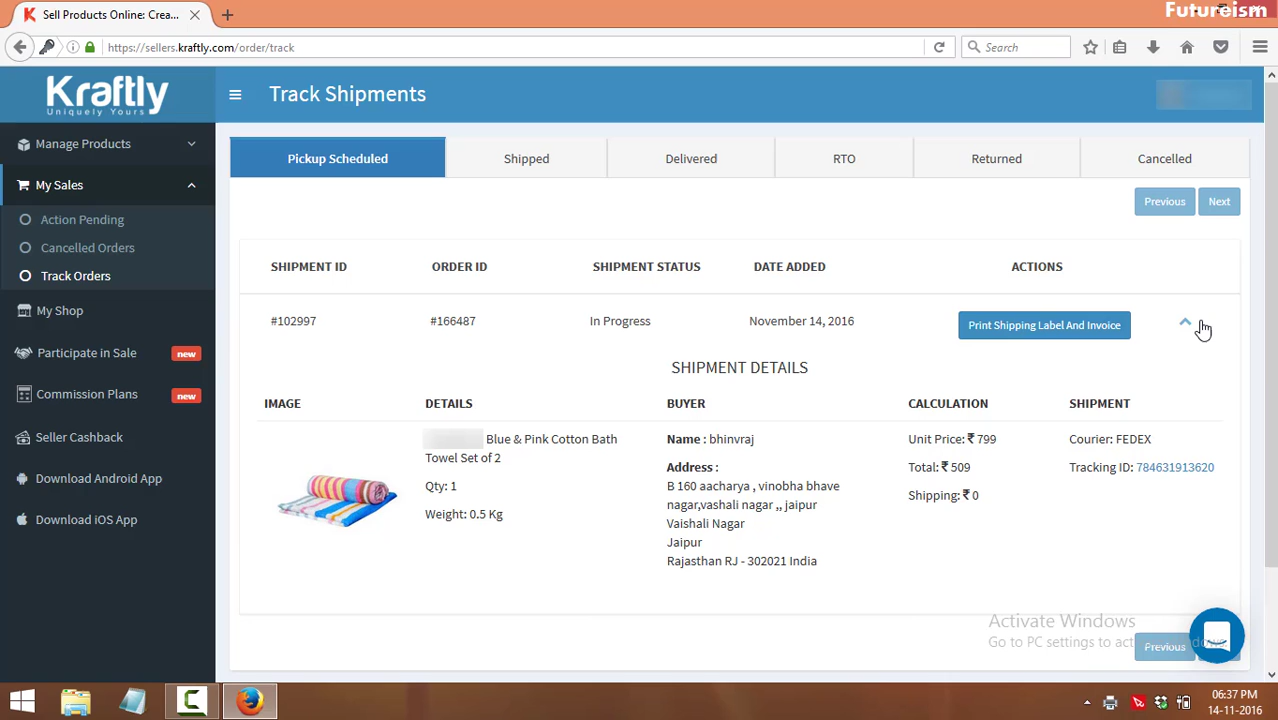 Futureism
Sell Products Online: Crea...
https://sellers.kraftly.com/order/track
Search
Kraftly
Uniquely Yours
Track Shipments
Manage Products
My Sales
Action Pending
Cancelled Orders
Track Orders
My Shop
Participate in Sale new
Commission Plans new
Seller Cashback
Download Android App
Download iOS App
Pickup Scheduled Shipped Delivered RTO Returned Cancelled
Previous Next
SHIPMENT ID ORDER ID SHIPMENT STATUS DATE ADDED ACTIONS
#102997 #166487 In Progress November 14, 2016 Print Shipping Label And Invoice
SHIPMENT DETAILS
IMAGE DETAILS BUYER CALCULATION SHIPMENT
Blue & Pink Cotton Bath
Towel Set of 2
Qty: 1
Weight: 0.5 Kg
Name : bhinvraj
Address :
B 160 aacharya , vinobha bhave
nagar,vashali nagar ,, jaipur
Vaishali Nagar
Jaipur
Rajasthan RJ - 302021 India
Unit Price: ₹ 799
Total: ₹ 509
Shipping: ₹ 0
Courier: FEDEX
Tracking ID: 784631913620
Activate Windows
Go to PC settings to
Previous
06:37 PM
14-11-2016